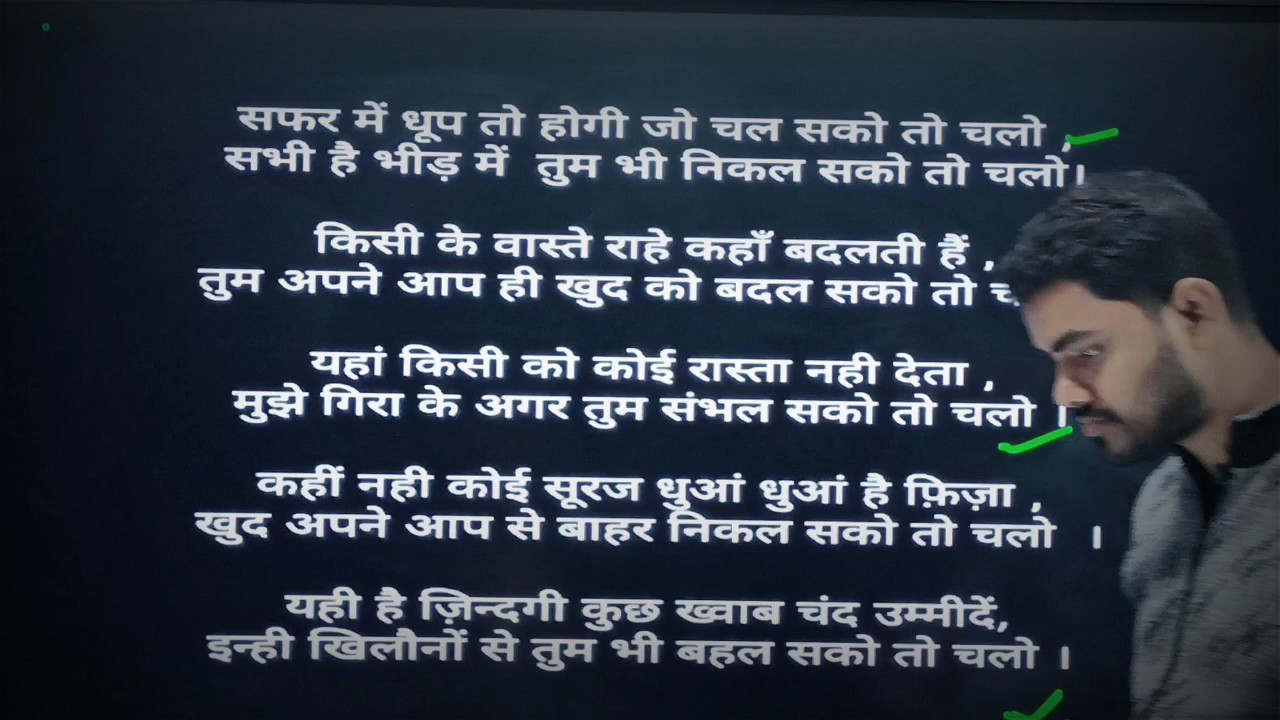 सफर में धूप तो होगी जो चल सको तो चलो ,
सभी है भीड़ में तुम भी निकल सको तो चलो।
किसी के वास्ते राहे कहाँ बदलती हैं ,
तुम अपने आप ही खुद को बदल सको तो
यहां किसी को कोई रास्ता नही देता ,
मुझे गिरा के अगर तुम संभल सको तो चलो ।
कहीं नही कोई सूरज धुआं धुआं है फ़िज़ा ,
खुद अपने आप से बाहर निकल सको तो चलो ।
यही है ज़िन्दगी कुछ ख्वाब चंद उम्मीदें,
इन्ही खिलौनों से तुम भी बहल सको तो चलो ।